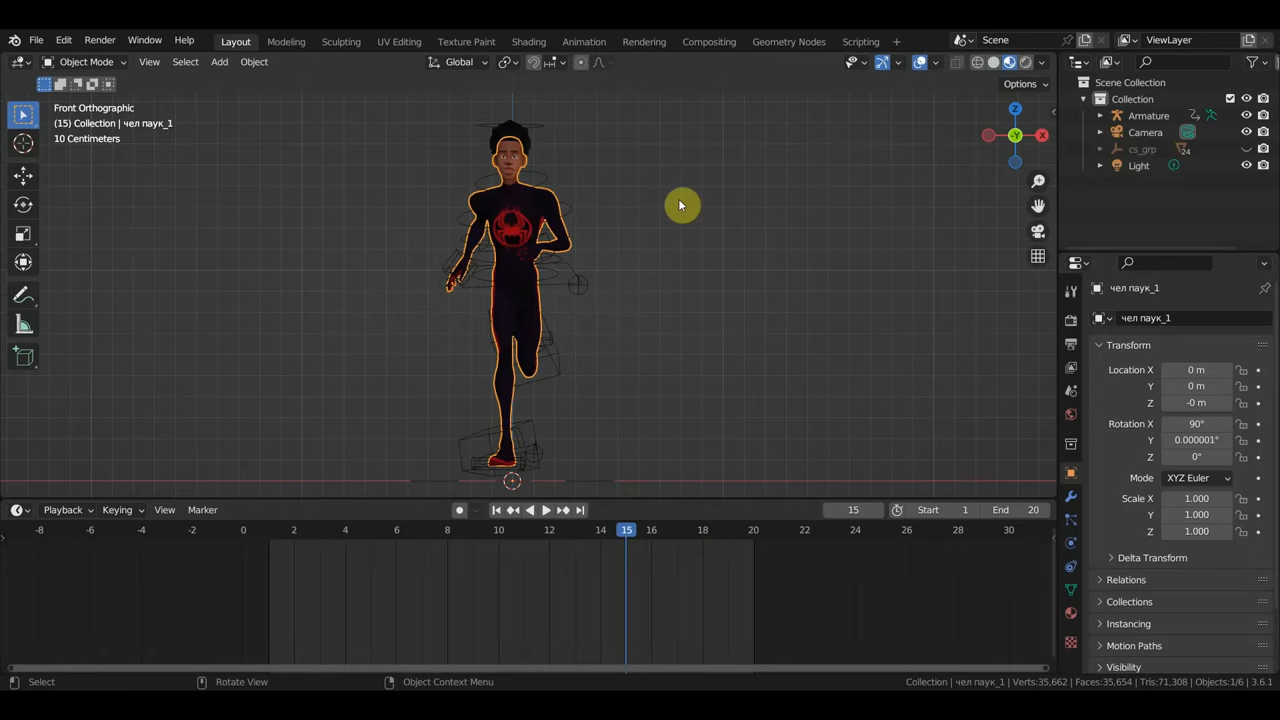 File Edit Render Window Help
Layout Modeling Sculpting UV Editing Texture Paint Shading Animation Rendering Compositing Geometry Nodes Scripting +
Scene
ViewLayer
Object Mode View Select Add Object
Global
Options
Front Orthographic
(15) Collection | чел паук_1
10 Centimeters
Z
X
-Y
Scene Collection
Collection
Armature
Camera
cs_grp 24
Light
чел паук_1
чел паук_1
Transform
Location X 0 m
Y 0 m
Z -0 m
Rotation X 90°
Y 0.000001°
Z 0°
Mode XYZ Euler
Scale X 1.000
Y 1.000
Z 1.000
Delta Transform
Relations
Collections
Instancing
Motion Paths
Visibility
Playback Keying View Marker
15 Start 1 End 20
-8 -6 -4 -2 0 2 4 6 8 10 12 14 15 16 18 20 22 24 26 28 30
Select Rotate View Object Context Menu
Collection | чел паук_1 | Verts:35,662 | Faces:35,654 | Tris:71,308 | Objects:1/6 | 3.6.1